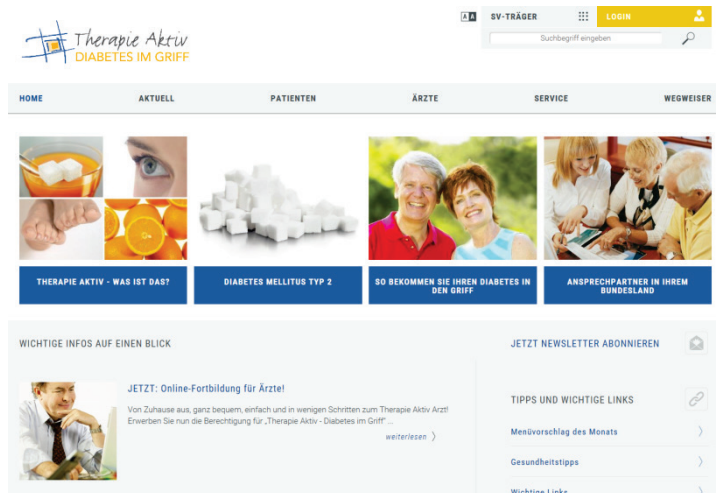 A A
SV-TRÄGER
LOGIN
Suchbegriff eingeben
Therapie Aktiv
DIABETES IM GRIFF
HOME
AKTUELL
PATIENTEN
ÄRZTE
SERVICE
WEGWEISER
THERAPIE AKTIV - WAS IST DAS?
DIABETES MELLITUS TYP 2
SO BEKOMMEN SIE IHREN DIABETES IN
DEN GRIFF
ANSPRECHPARTNER IN IHREM
BUNDESLAND
WICHTIGE INFOS AUF EINEN BLICK
JETZT: Online-Fortbildung für Ärzte!
Von Zuhause aus, ganz bequem, einfach und in wenigen Schritten zum Therapie Aktiv Arzt!
Erwerben Sie nun die Berechtigung für „Therapie Aktiv - Diabetes im Griff" ...
weiterlesen
JETZT NEWSLETTER ABONNIEREN
TIPPS UND WICHTIGE LINKS
Menüvorschlag des Monats
Gesundheitstipps
Wichtige Links